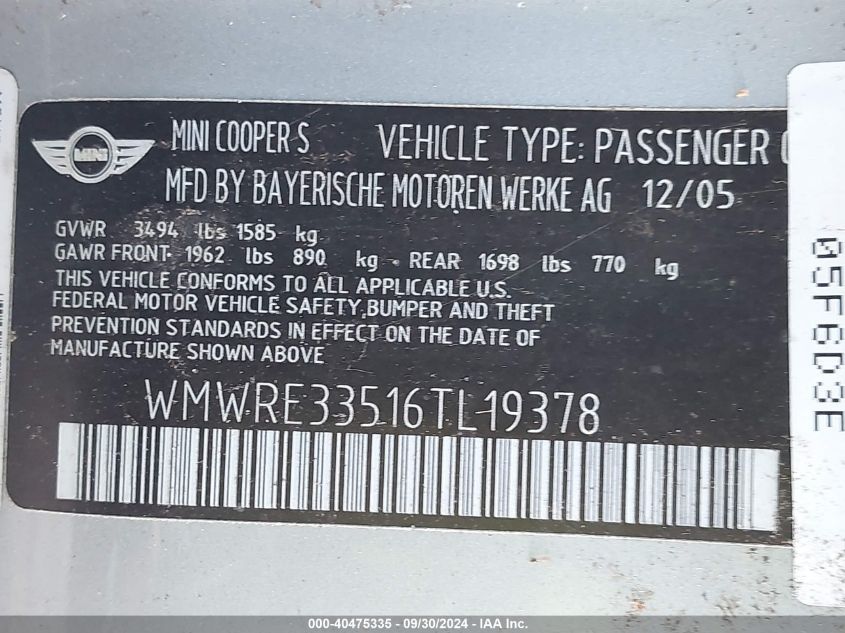 MINI
MINI COOPER S VEHICLE TYPE: PASSENGER
MFD BY BAYERISCHE MOTOREN WERKE AG 12/05
GVWR 3494 lbs 1585 kg
GAWR FRONT 1962 lbs 890 kg - REAR 1698 lbs 770 kg
THIS VEHICLE CONFORMS TO ALL APPLICABLE U.S.
FEDERAL MOTOR VEHICLE SAFETY, BUMPER AND THEFT
PREVENTION STANDARDS IN EFFECT ON THE DATE OF
MANUFACTURE SHOWN ABOVE
WMWRE33516TL19378
05F6D3E
000-40475335 - 09/30/2024 - IAA Inc.